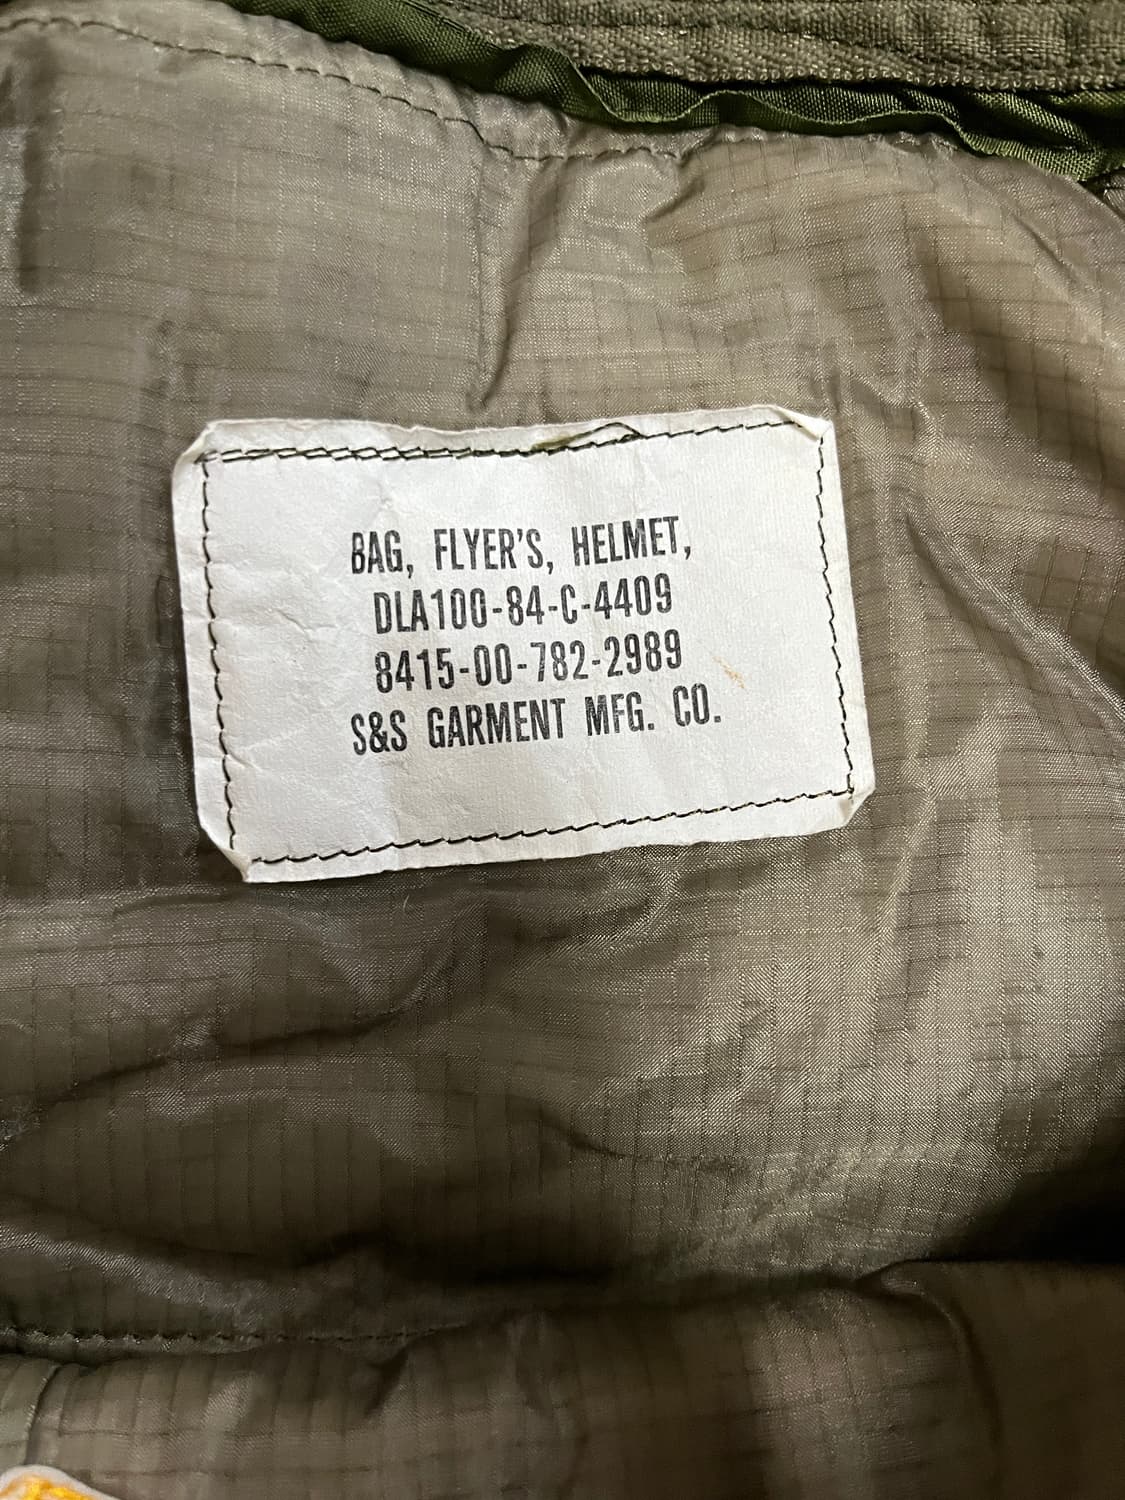 BAG, FLYER'S, HELMET,
DLA100-84-C-4409
8415-00-782-2989
S&S GARMENT MFG. CO.